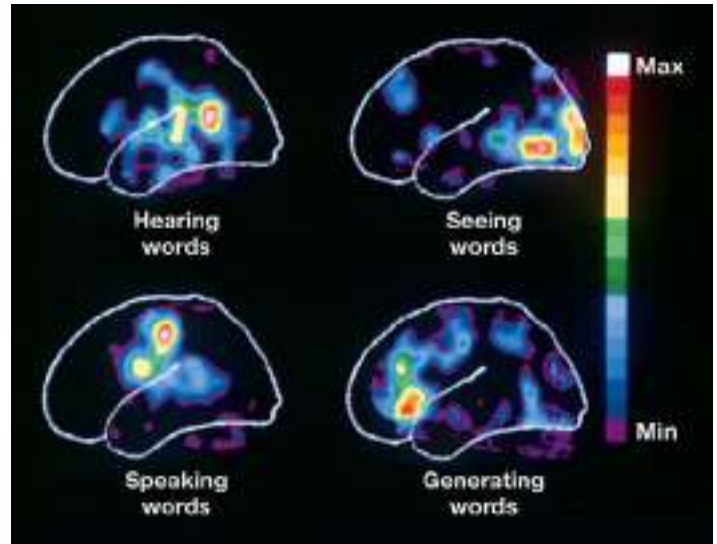 Max
Hearing
words
Seeing
words
Speaking
words
Generating
words
Min